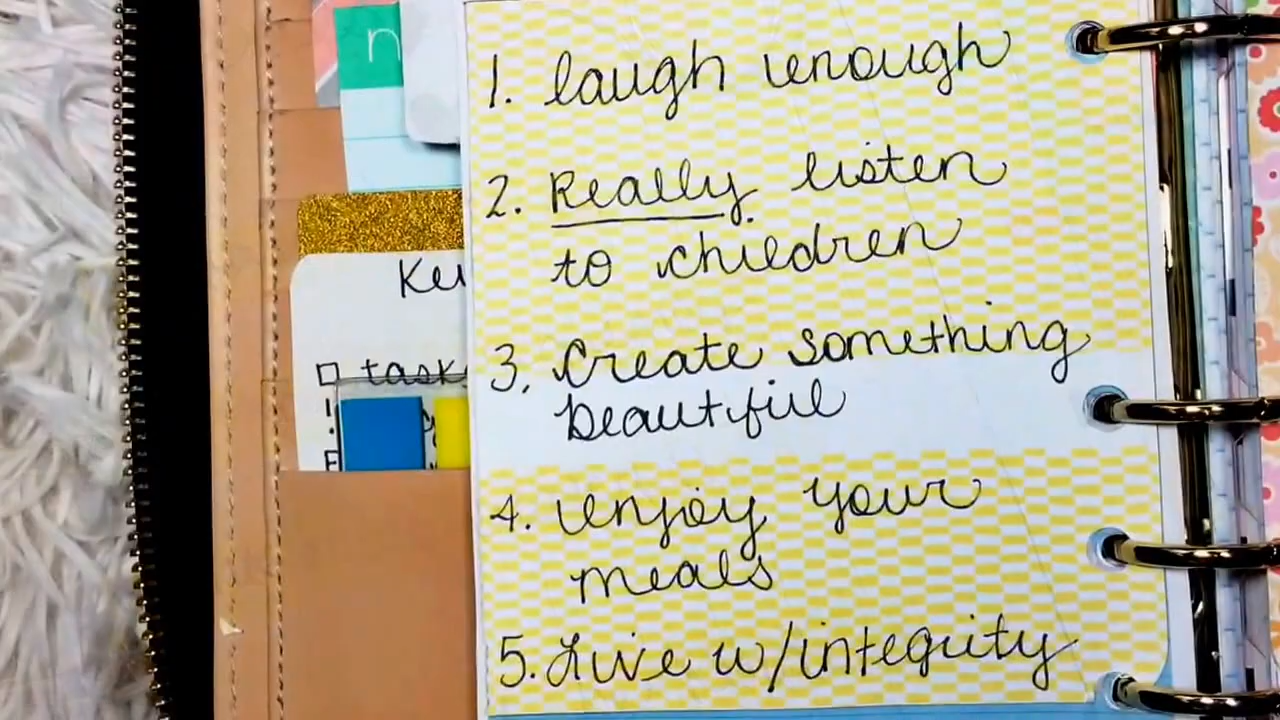 n
1. laugh enough
2. Really listen
to children
3. Create something
beautiful
4. enjoy your
meals
5. Live w/integrity
task